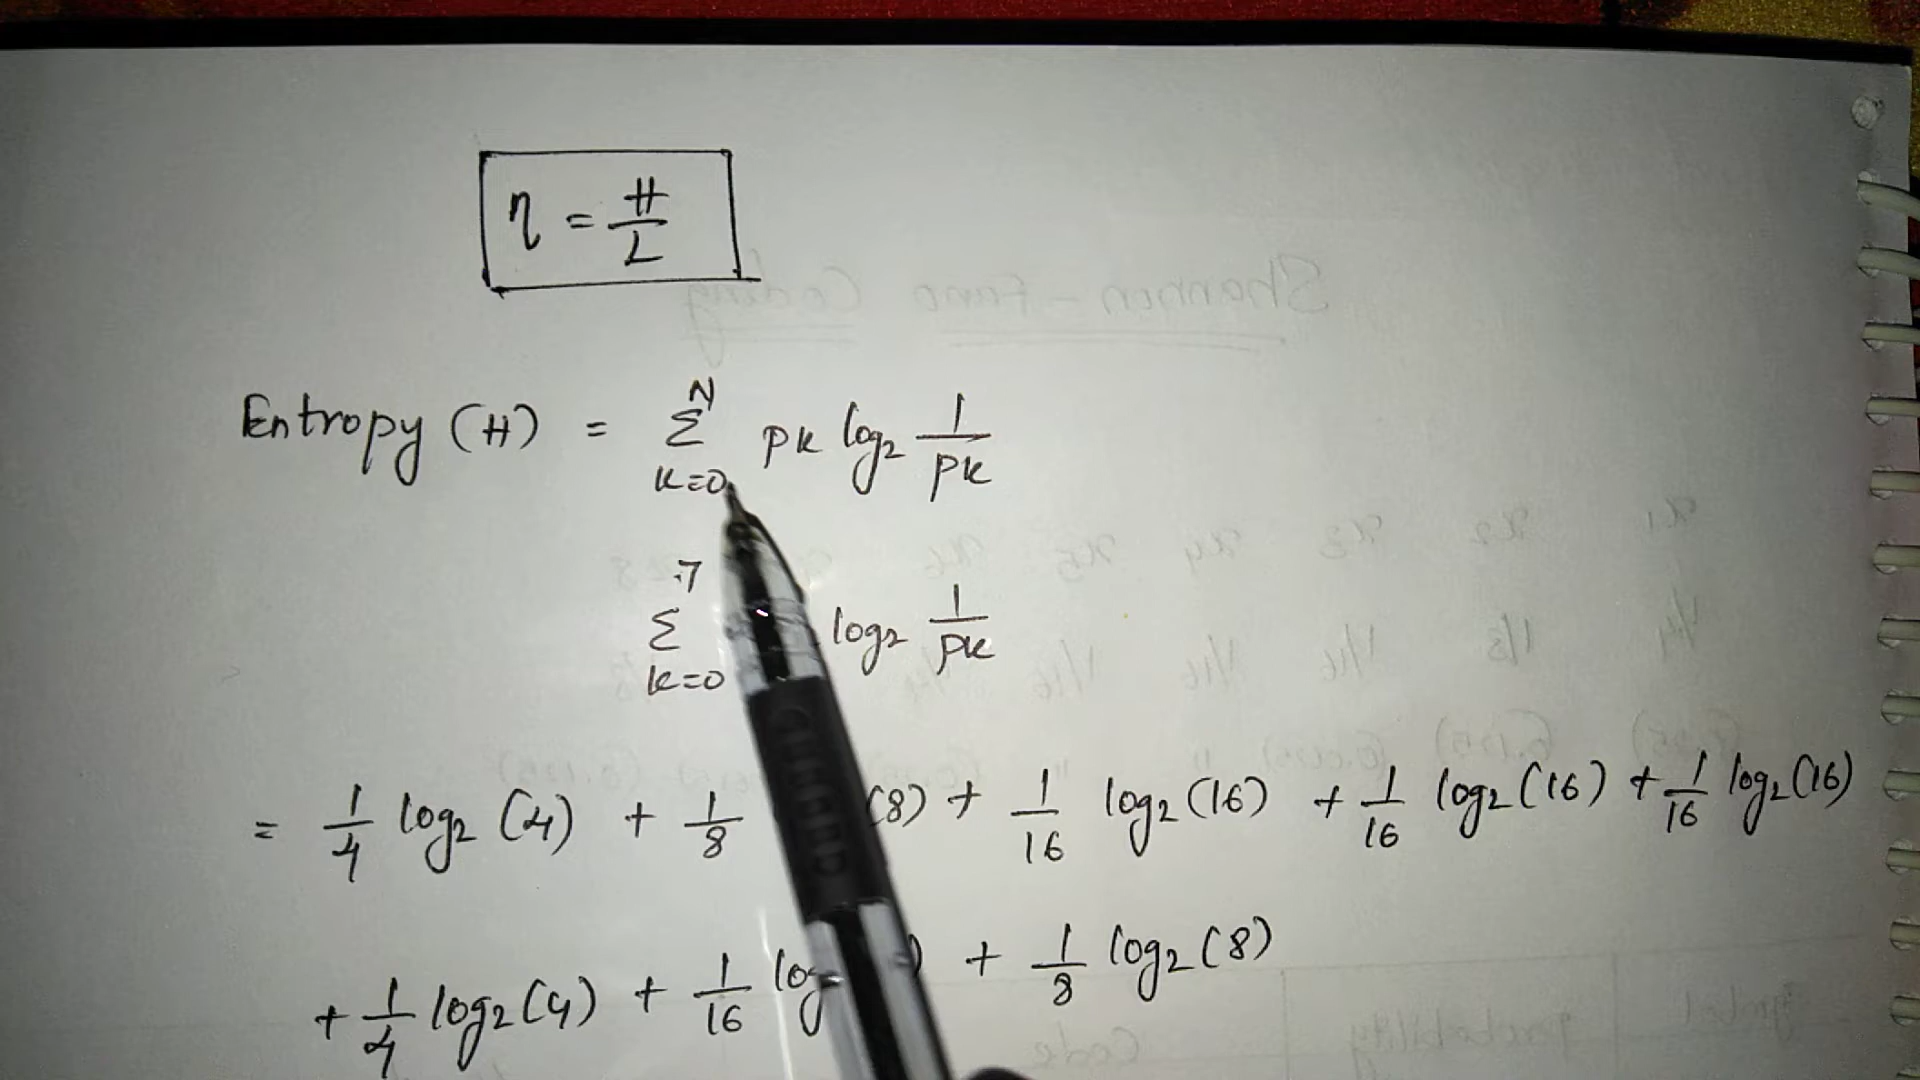 η = H/L
Entropy (H) = Σ_{k=0}^{N} pk log₂ 1/pk
Σ_{k=0}^{7} log₂ 1/pk
= 1/4 log₂ (4) + 1/8 (8) + 1/16 log₂ (16) + 1/16 log₂ (16) + 1/16 log₂ (16)
+ 1/4 log₂ (4) + 1/16 log ) + 1/8 log₂ (8)